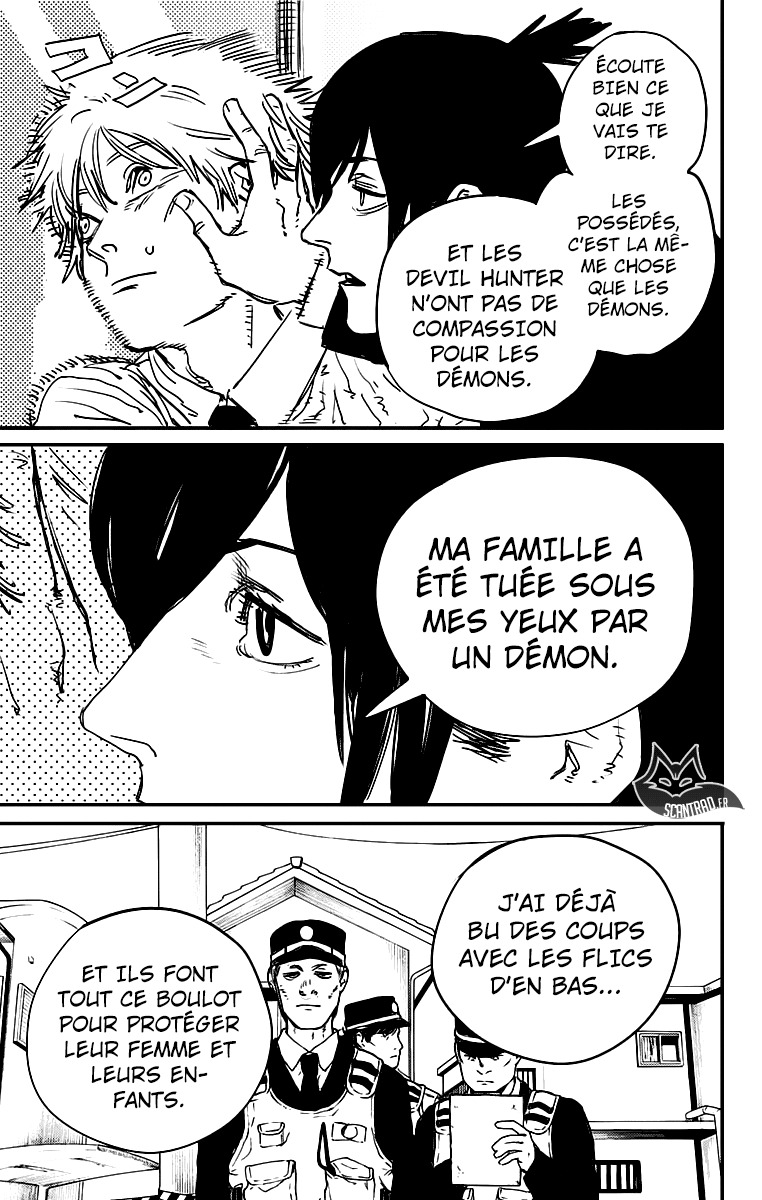 ゴン
ÉCOUTE
BIEN CE
QUE JE
VAIS TE
DIRE.
LES
POSSÉDÉS,
C'EST LA MÊ-
ME CHOSE
QUE LES
DÉMONS.
ET LES
DEVIL HUNTER
N'ONT PAS DE
COMPASSION
POUR LES
DÉMONS.
MA FAMILLE A
ÉTÉ TUÉE SOUS
MES YEUX PAR
UN DÉMON.
SCANTRAD.FR
J'AI DÉJÀ
BU DES COUPS
AVEC LES FLICS
D'EN BAS...
ET ILS FONT
TOUT CE BOULOT
POUR PROTÉGER
LEUR FEMME ET
LEURS EN-
FANTS.